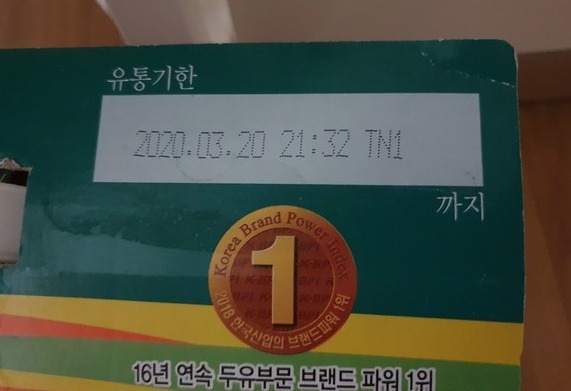 유통기한
2020.03.20 21:32 TN1
까지
Korea Brand Power Index
1
2018 한국산업의 브랜드파워 1위
16년 연속 두유부문 브랜드 파워 1위